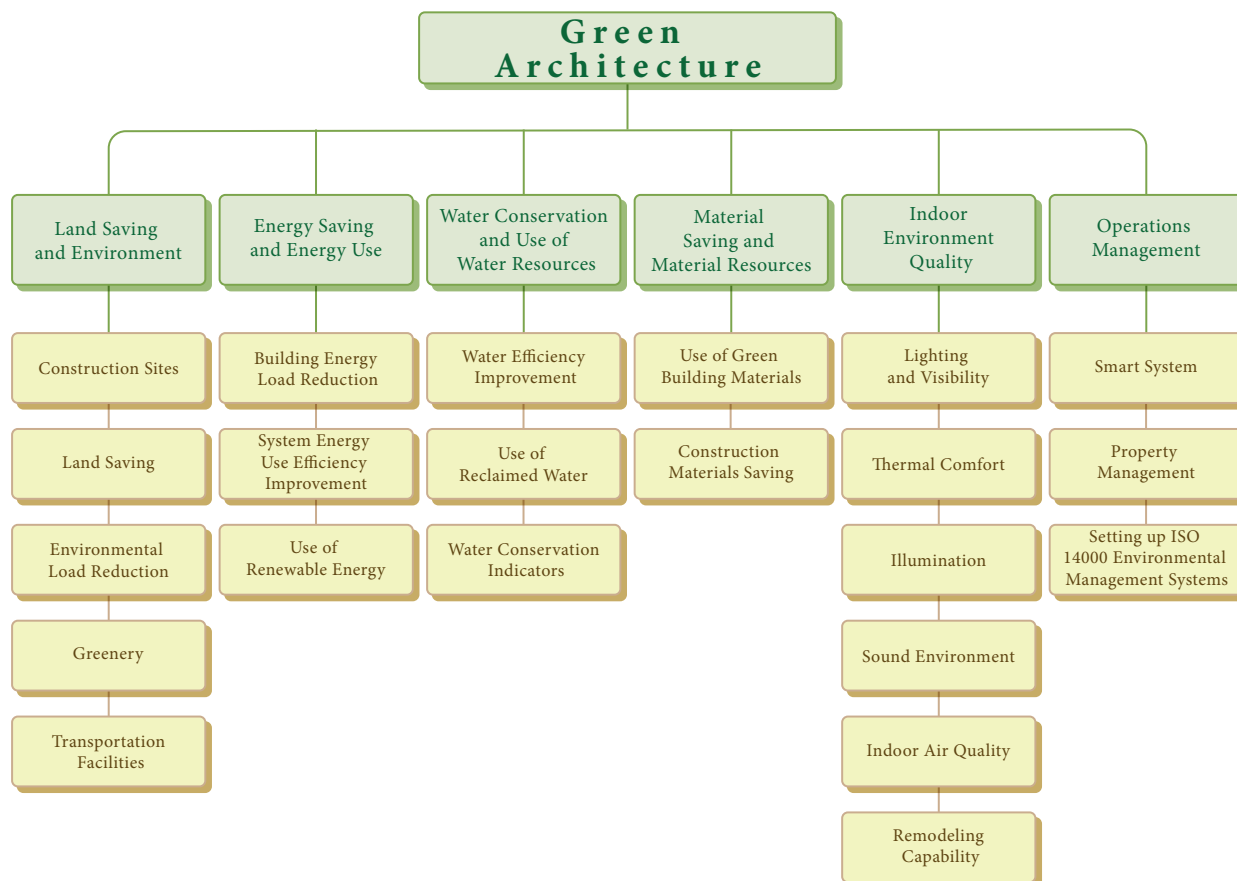 Green
Architecture
Land Saving
and Environment
Energy Saving
and Energy Use
Water Conservation
and Use of
Water Resources
Material
Saving and
Material Resources
Indoor
Environment
Quality
Operations
Management
Construction Sites
Land Saving
Environmental
Load Reduction
Greenery
Transportation
Facilities
Building Energy
Load Reduction
System Energy
Use Efficiency
Improvement
Use of
Renewable Energy
Water Efficiency
Improvement
Use of
Reclaimed Water
Water Conservation
Indicators
Use of Green
Building Materials
Construction
Materials Saving
Lighting
and Visibility
Thermal Comfort
Illumination
Sound Environment
Indoor Air Quality
Remodeling
Capability
Smart System
Property
Management
Setting up ISO
14000 Environmental
Management Systems